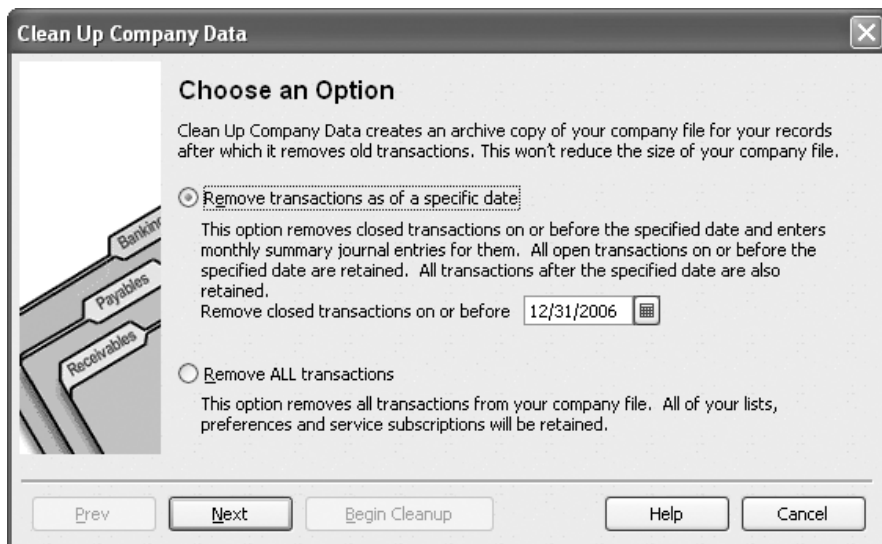 Clean Up Company Data
Choose an Option
Clean Up Company Data creates an archive copy of your company file for your records
after which it removes old transactions. This won't reduce the size of your company file.
Remove transactions as of a specific date
This option removes closed transactions on or before the specified date and enters
monthly summary journal entries for them. All open transactions on or before the
specified date are retained. All transactions after the specified date are also
retained.
Remove closed transactions on or before 12/31/2006
Banking
Payables
Receivables
Remove ALL transactions
This option removes all transactions from your company file. All of your lists,
preferences and service subscriptions will be retained.
Prev Next Begin Cleanup Help Cancel